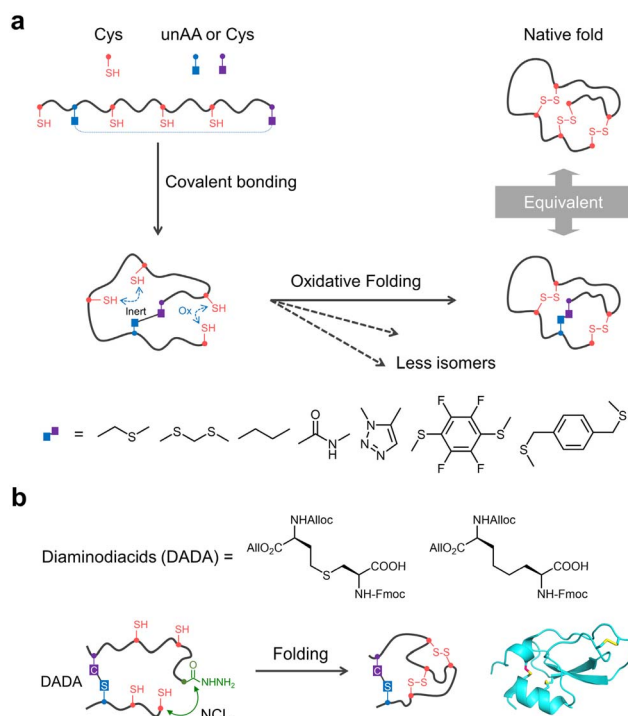 a
Cys
unAA or Cys
Native fold
SH
S-S
S-S
S-S
SH SH SH SH SH
Covalent bonding
Equivalent
SH
SH
Inert
Ox
SH
SH
Oxidative Folding
Less isomers
S-S
S-S
=
S
S S
O
N
H
N
N=N
F F
S S
F F
S
S
b
Diaminodiacids (DADA) =
NHAlloc
AllO2C
COOH
S
NH-Fmoc
NHAlloc
AllO2C
COOH
NH-Fmoc
SH SH
C
S
DADA
O
NHNH2
SH SH
NCL
Folding
C
S
S-S
S-S